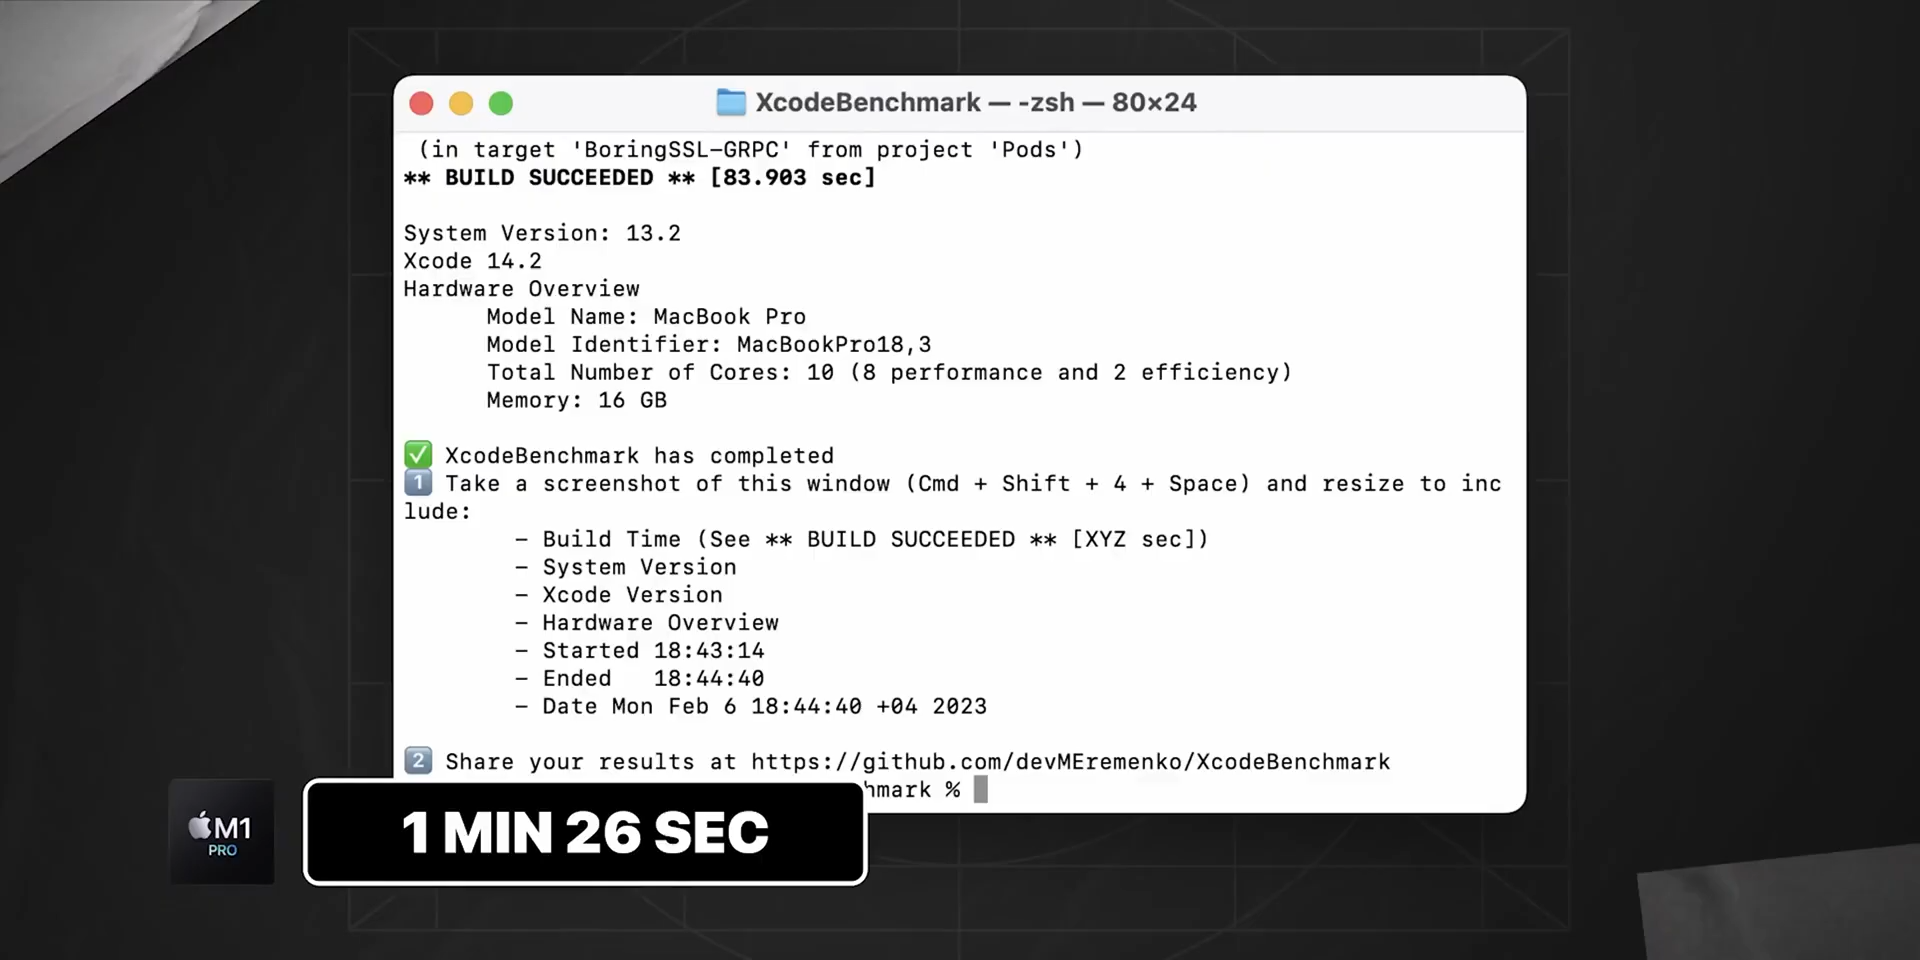 XcodeBenchmark — -zsh — 80×24
(in target 'BoringSSL-GRPC' from project 'Pods')
** BUILD SUCCEEDED ** [83.903 sec]
System Version: 13.2
Xcode 14.2
Hardware Overview
Model Name: MacBook Pro
Model Identifier: MacBookPro18,3
Total Number of Cores: 10 (8 performance and 2 efficiency)
Memory: 16 GB
✅ XcodeBenchmark has completed
1️⃣ Take a screenshot of this window (Cmd + Shift + 4 + Space) and resize to inc
lude:
– Build Time (See ** BUILD SUCCEEDED ** [XYZ sec])
– System Version
– Xcode Version
– Hardware Overview
– Started 18:43:14
– Ended   18:44:40
– Date Mon Feb 6 18:44:40 +04 2023
2️⃣ Share your results at https://github.com/devMEremenko/XcodeBenchmark
hmark %
M1
PRO
1 MIN 26 SEC